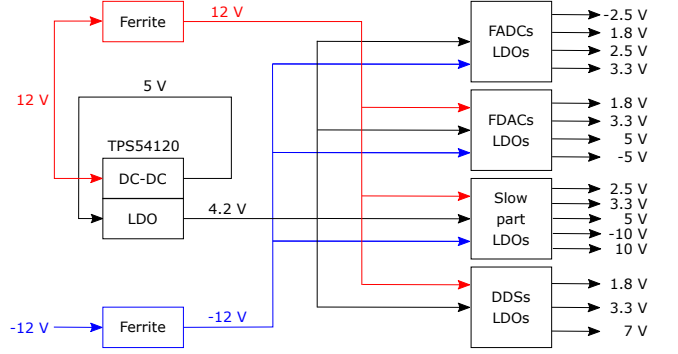 Ferrite
12 V
12 V
5 V
TPS54120
DC-DC
LDO
4.2 V
-12 V
Ferrite
-12 V
FADCs
LDOs
-2.5 V
1.8 V
2.5 V
3.3 V
FDACs
LDOs
1.8 V
3.3 V
5 V
-5 V
Slow
part
LDOs
2.5 V
3.3 V
5 V
-10 V
10 V
DDSs
LDOs
1.8 V
3.3 V
7 V